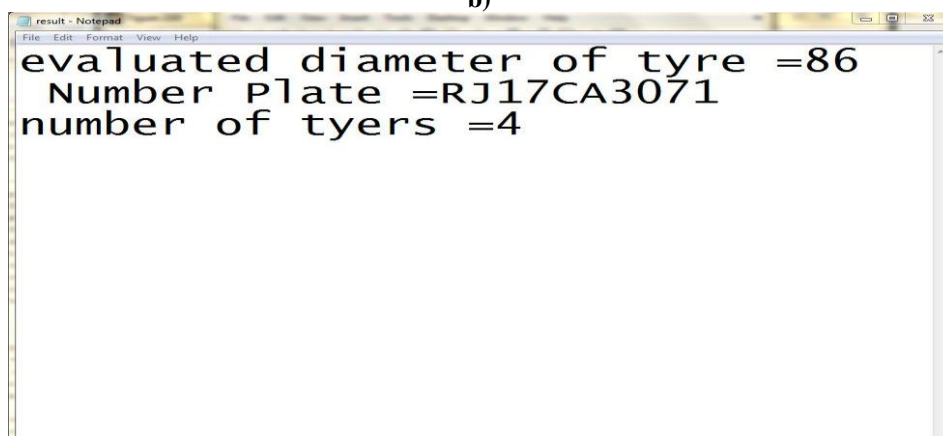 b)
result - Notepad
File Edit Format View Help
evaluated diameter of tyre =86
Number Plate =RJ17CA3071
number of tyers =4